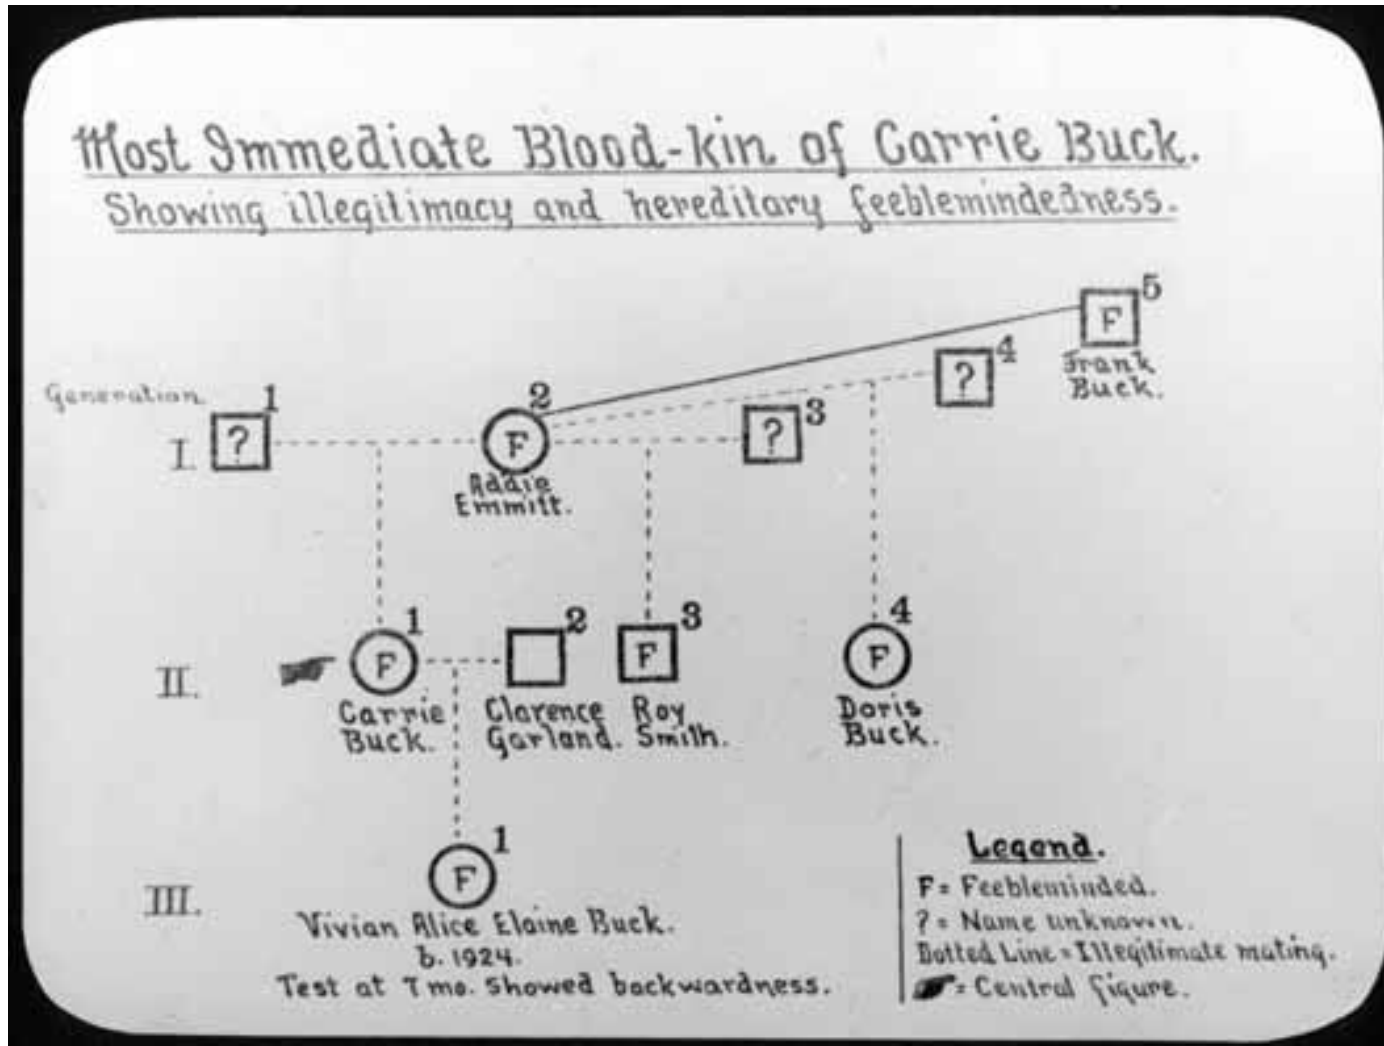 Most Immediate Blood-kin of Carrie Buck.
Showing illegitimacy and hereditary feeblemindedness.
Generation
I.
? 1
F 2
Addie
Emmitt.
? 3
? 4
F 5
Frank
Buck.
II.
F 1
Carrie
Buck.
2
Clarence
Garland.
F 3
Roy
Smith.
F 4
Doris
Buck.
III.
F 1
Vivian Alice Elaine Buck.
b. 1924.
Test at 7 mo. Showed backwardness.
Legend.
F = Feebleminded.
? = Name unknown.
Dotted Line = Illegitimate mating.
= Central figure.